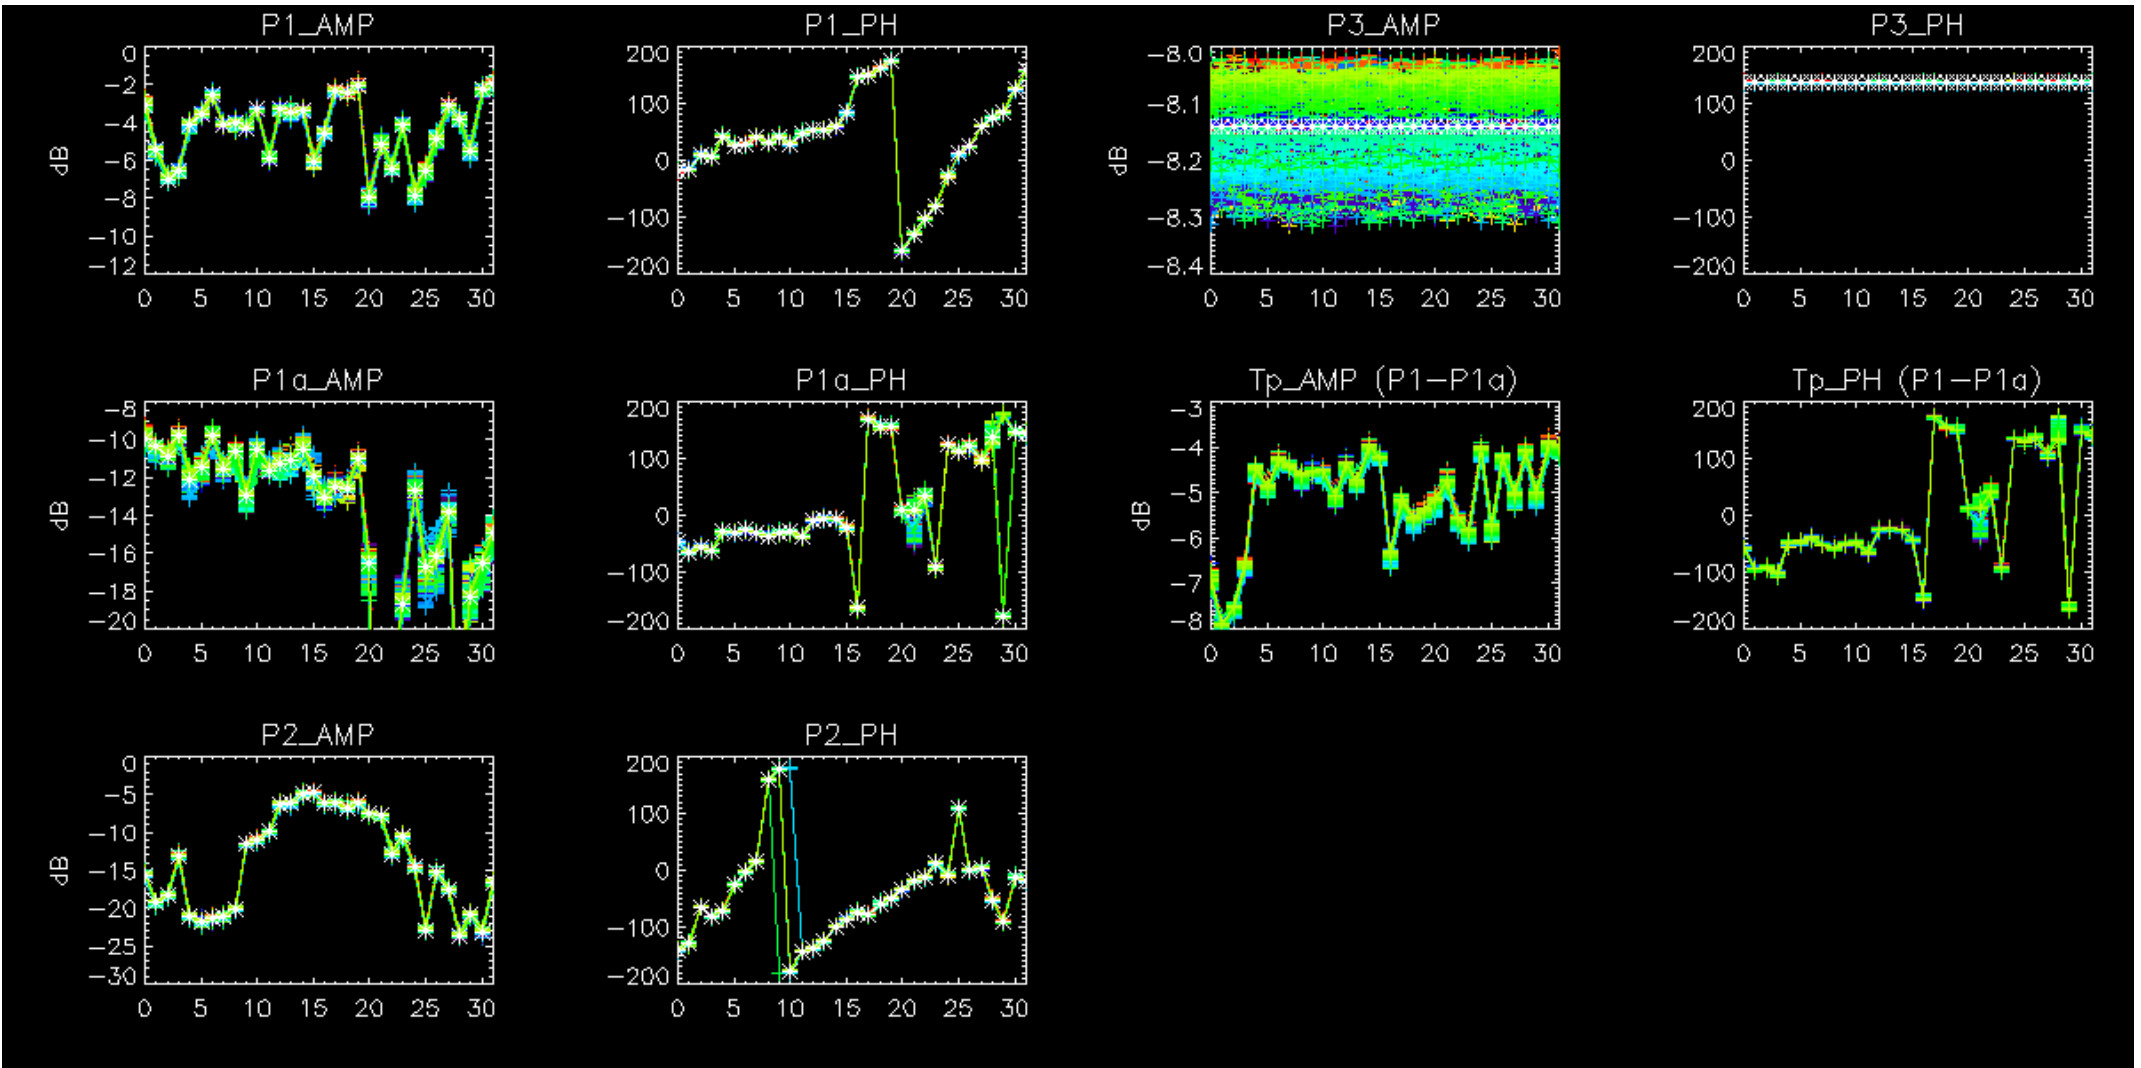 P1_AMP P1_PH P3_AMP P3_PH
0 200 -8.0 200
-2
-4 100 -8.1 100
dB -6 0 dB -8.2 0
-8
-10 -100 -8.3 -100
-12 -200 -8.4 -200
0 5 10 15 20 25 30 0 5 10 15 20 25 30 0 5 10 15 20 25 30 0 5 10 15 20 25 30
P1a_AMP P1a_PH Tp_AMP (P1-P1a) Tp_PH (P1-P1a)
-8 200 -3 200
-10 100 -4 100
-12
dB -14 0 dB -5 0
-16 -6
-18 -100 -7 -100
-20 -200 -8 -200
0 5 10 15 20 25 30 0 5 10 15 20 25 30 0 5 10 15 20 25 30 0 5 10 15 20 25 30
P2_AMP P2_PH
0 200
-5 100
-10
dB -15 0
-20 -100
-25
-30 -200
0 5 10 15 20 25 30 0 5 10 15 20 25 30